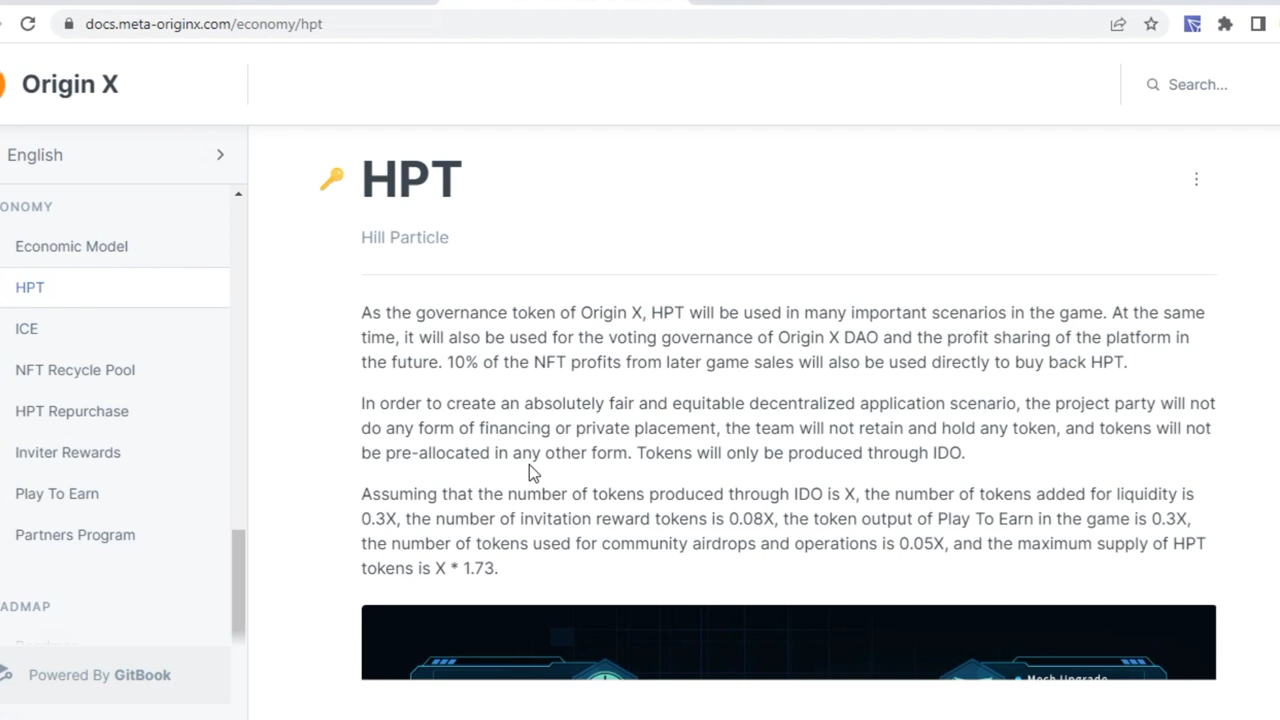 docs.meta-originx.com/economy/hpt
Origin X
Search...
English
ONOMY
Economic Model
HPT
ICE
NFT Recycle Pool
HPT Repurchase
Inviter Rewards
Play To Earn
Partners Program
ADMAP
Powered By GitBook
HPT
Hill Particle
As the governance token of Origin X, HPT will be used in many important scenarios in the game. At the same
time, it will also be used for the voting governance of Origin X DAO and the profit sharing of the platform in
the future. 10% of the NFT profits from later game sales will also be used directly to buy back HPT.
In order to create an absolutely fair and equitable decentralized application scenario, the project party will not
do any form of financing or private placement, the team will not retain and hold any token, and tokens will not
be pre-allocated in any other form. Tokens will only be produced through IDO.
Assuming that the number of tokens produced through IDO is X, the number of tokens added for liquidity is
0.3X, the number of invitation reward tokens is 0.08X, the token output of Play To Earn in the game is 0.3X,
the number of tokens used for community airdrops and operations is 0.05X, and the maximum supply of HPT
tokens is X * 1.73.
Mech Upgrade